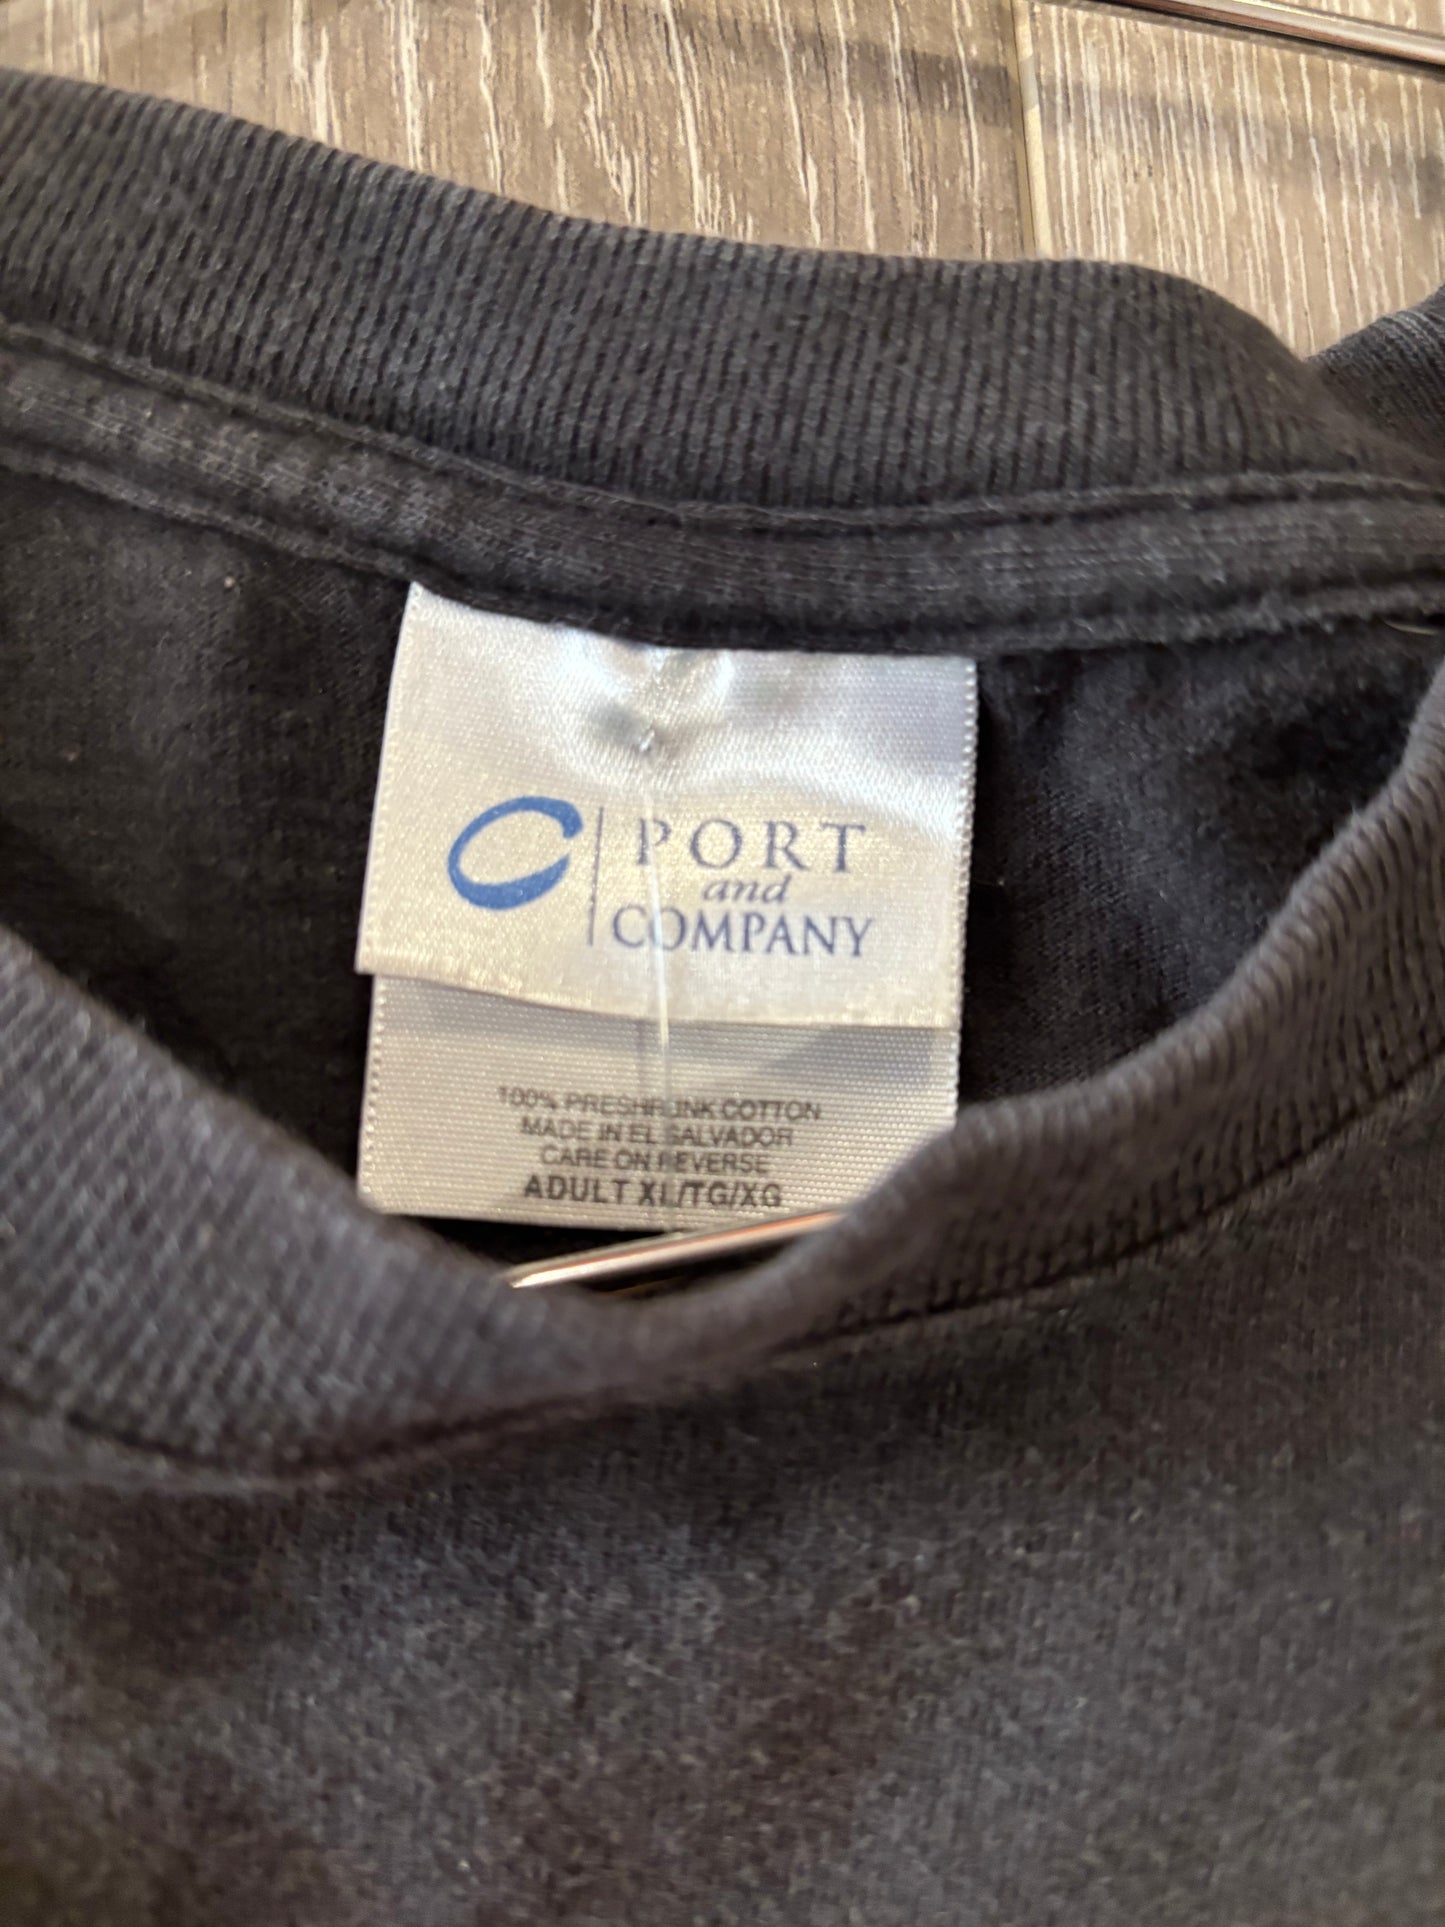 PORT
and
COMPANY
100% PRESHRUNK COTTON
MADE IN EL SALVADOR
CARE ON REVERSE
ADULT XL/TG/XG